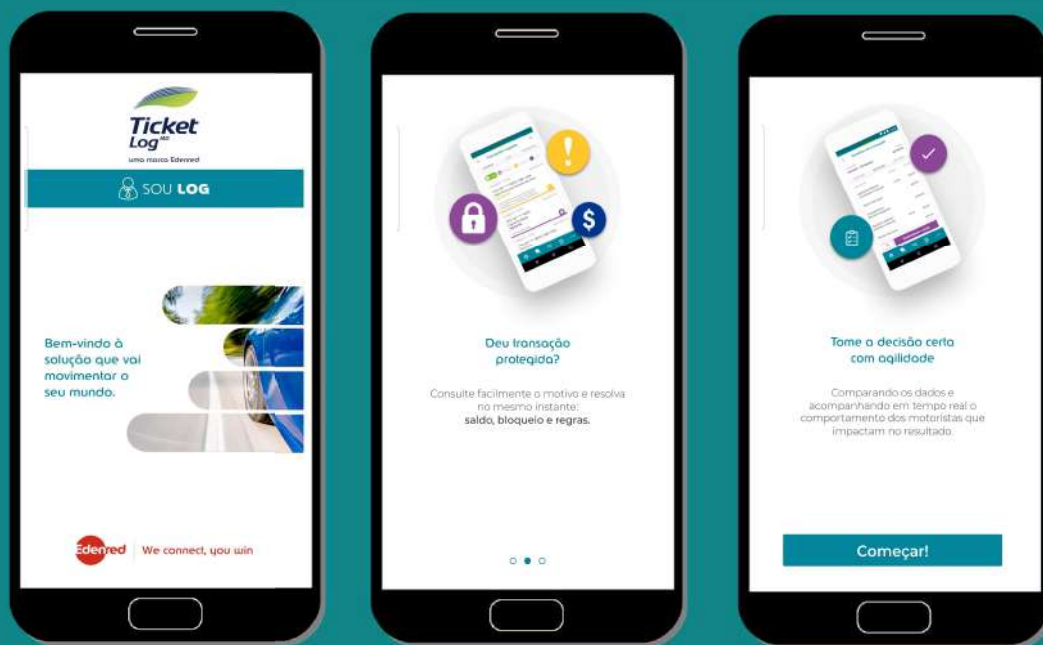 Ticket
Log
uma marca Edenred
SOU LOG
Bem-vindo à
solução que vai
movimentar o
seu mundo.
Edenred
We connect, you win
Deu transação
protegida?
Consulte facilmente o motivo e resolva
no mesmo instante:
saldo, bloqueio e regras.
Tome a decisão certa
com agilidade
Comparando os dados e
acompanhando em tempo real o
comportamento dos motoristas que
impactam no resultado.
Começar!